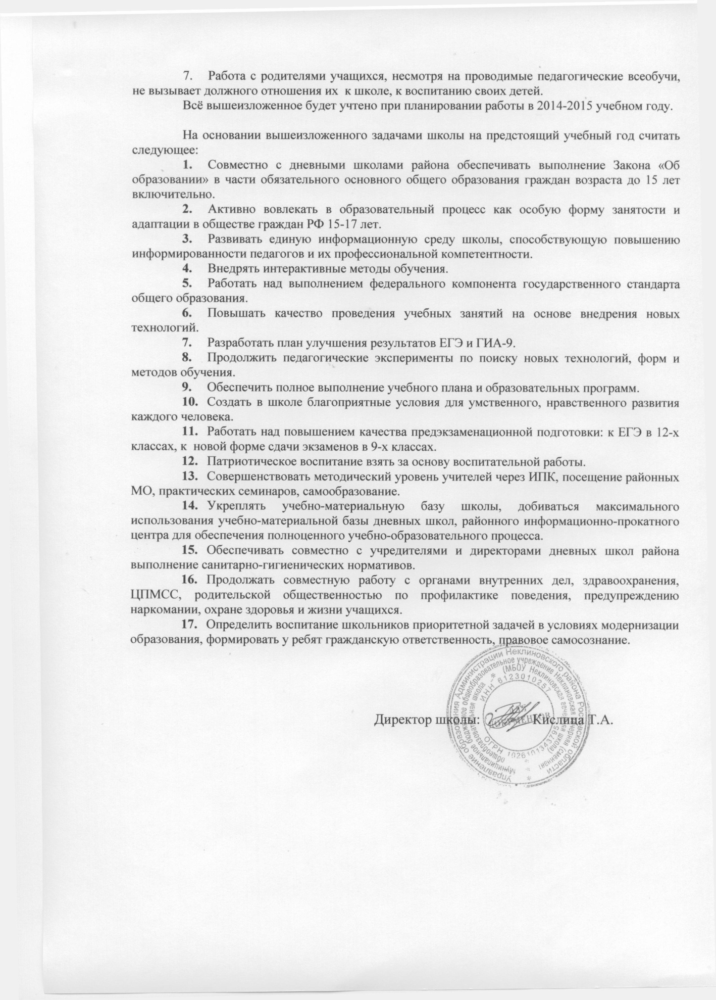 7. Работа с родителями учащихся, несмотря на проводимые педагогические всеобучи,
не вызывает должного отношения их к школе, к воспитанию своих детей.
Всё вышеизложенное будет учтено при планировании работы в 2014-2015 учебном году.
На основании вышеизложенного задачами школы на предстоящий учебный год считать
следующее:
1. Совместно с дневными школами района обеспечивать выполнение Закона «Об
образовании» в части обязательного основного общего образования граждан возраста до 15 лет
включительно.
2. Активно вовлекать в образовательный процесс как особую форму занятости и
адаптации в обществе граждан РФ 15-17 лет.
3. Развивать единую информационную среду школы, способствующую повышению
информированности педагогов и их профессиональной компетентности.
4. Внедрять интерактивные методы обучения.
5. Работать над выполнением федерального компонента государственного стандарта
общего образования.
6. Повышать качество проведения учебных занятий на основе внедрения новых
технологий.
7. Разработать план улучшения результатов ЕГЭ и ГИА-9.
8. Продолжить педагогические эксперименты по поиску новых технологий, форм и
методов обучения.
9. Обеспечить полное выполнение учебного плана и образовательных программ.
10. Создать в школе благоприятные условия для умственного, нравственного развития
каждого человека.
11. Работать над повышением качества предэкзаменационной подготовки: к ЕГЭ в 12-х
классах, к новой форме сдачи экзаменов в 9-х классах.
12. Патриотическое воспитание взять за основу воспитательной работы.
13. Совершенствовать методический уровень учителей через ИПК, посещение районных
МО, практических семинаров, самообразование.
14. Укреплять учебно-материальную базу школы, добиваться максимального
использования учебно-материальной базы дневных школ, районного информационно-прокатного
центра для обеспечения полноценного учебно-образовательного процесса.
15. Обеспечивать совместно с учредителями и директорами дневных школ района
выполнение санитарно-гигиенических нормативов.
16. Продолжать совместную работу с органами внутренних дел, здравоохранения,
ЦПМСС, родительской общественностью по профилактике поведения, предупреждению
наркомании, охране здоровья и жизни учащихся.
17. Определить воспитание школьников приоритетной задачей в условиях модернизации
образования, формировать у ребят гражданскую ответственность, правовое самосознание.
Директор школы: Кислица Т.А.
Управление образования Администрации Неклиновского района Ростовской области
Муниципальное бюджетное общеобразовательное учреждение Неклиновская вечерняя (сменная)
общеобразовательная школа (МБОУ Неклиновская вечерняя школа)
ИНН 6123010257
ОГРН 1026101343795
ДЛЯ
ДОКУМЕНТОВ